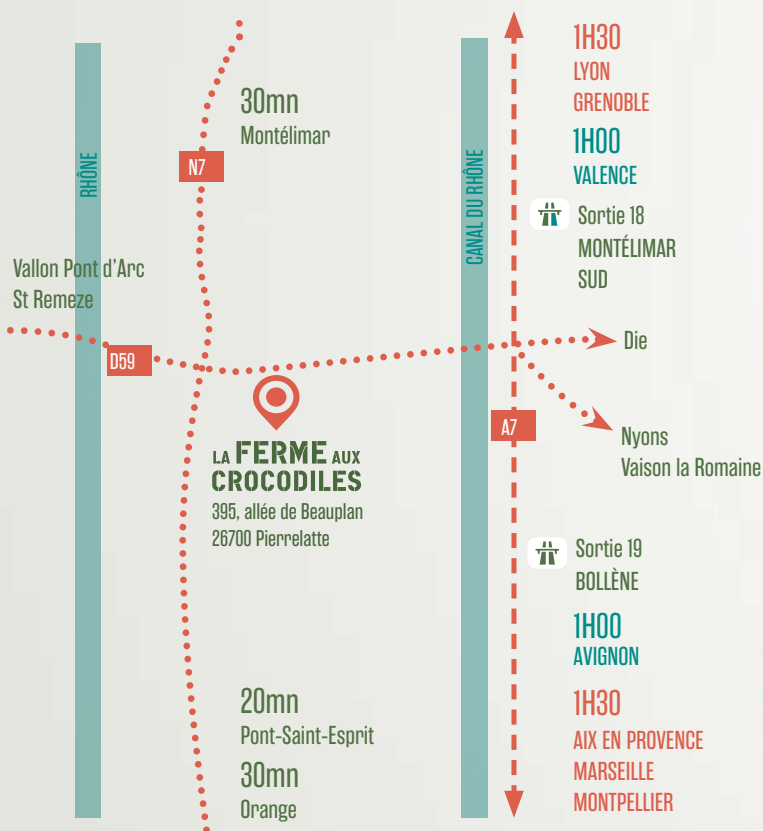 1H30
LYON
GRENOBLE
30mn
Montélimar
1H00
VALENCE
N7
RHÔNE
CANAL DU RHÔNE
Sortie 18
MONTÉLIMAR
SUD
Vallon Pont d'Arc
St Remeze
D59
Die
A7
Nyons
Vaison la Romaine
LA FERME AUX
CROCODILES
395, allée de Beauplan
26700 Pierrelatte
Sortie 19
BOLLÈNE
1H00
AVIGNON
20mn
Pont-Saint-Esprit
30mn
Orange
1H30
AIX EN PROVENCE
MARSEILLE
MONTPELLIER